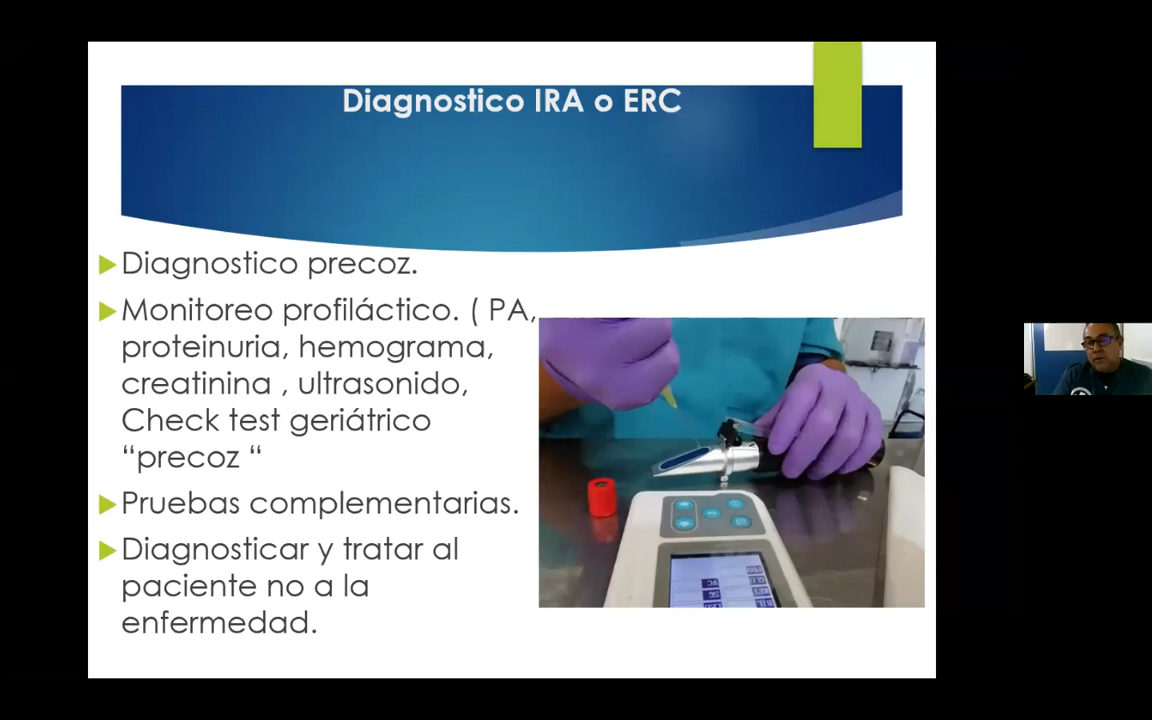 Diagnostico IRA o ERC
Diagnostico precoz.
Monitoreo profiláctico. ( PA,
proteinuria, hemograma,
creatinina , ultrasonido,
Check test geriátrico
“precoz “
Pruebas complementarias.
Diagnosticar y tratar al
paciente no a la
enfermedad.